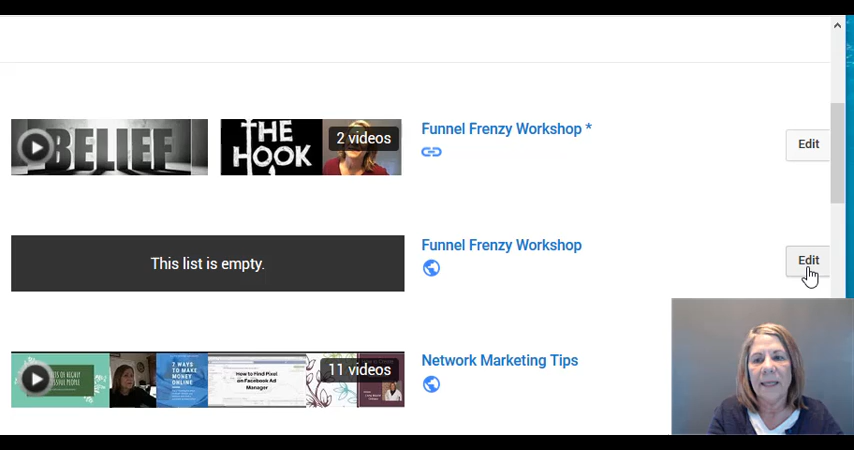 BELIEF
THE
HOOK
2 videos
Funnel Frenzy Workshop *
Edit
This list is empty.
Funnel Frenzy Workshop
Edit
7 WAYS
TO MAKE
MONEY
ONLINE
How to Find Pixel
on Facebook Ad
Manager
11 videos
Network Marketing Tips